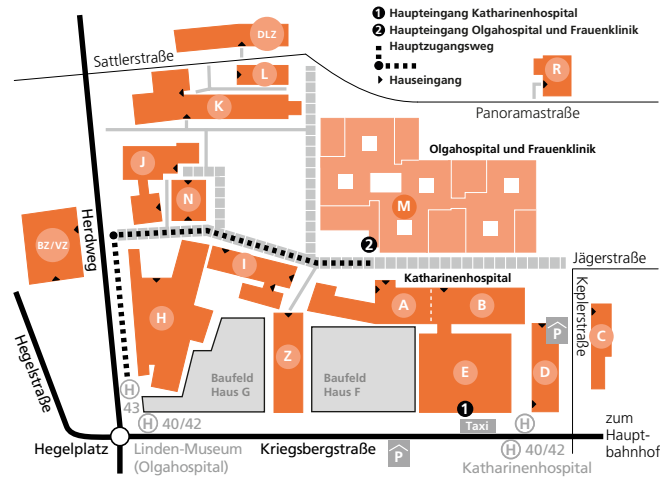 1 Haupteingang Katharinenhospital
2 Haupteingang Olgahospital und Frauenklinik
Hauptzugangsweg
Hauseingang
DLZ
Sattlerstraße
L
R
K
Panoramastraße
Olgahospital und Frauenklinik
J
N
M
BZ/VZ
Herdweg
2
I
Jägerstraße
Katharinenhospital
A
B
H
Keplerstraße
P
C
Z
E
D
Hegelstraße
Baufeld
Haus G
Baufeld
Haus F
H
43
1
H 40/42
Taxi
H
zum
Haupt-
bahnhof
Hegelplatz
Linden-Museum
(Olgahospital)
Kriegsbergstraße
P
H 40/42
Katharinenhospital